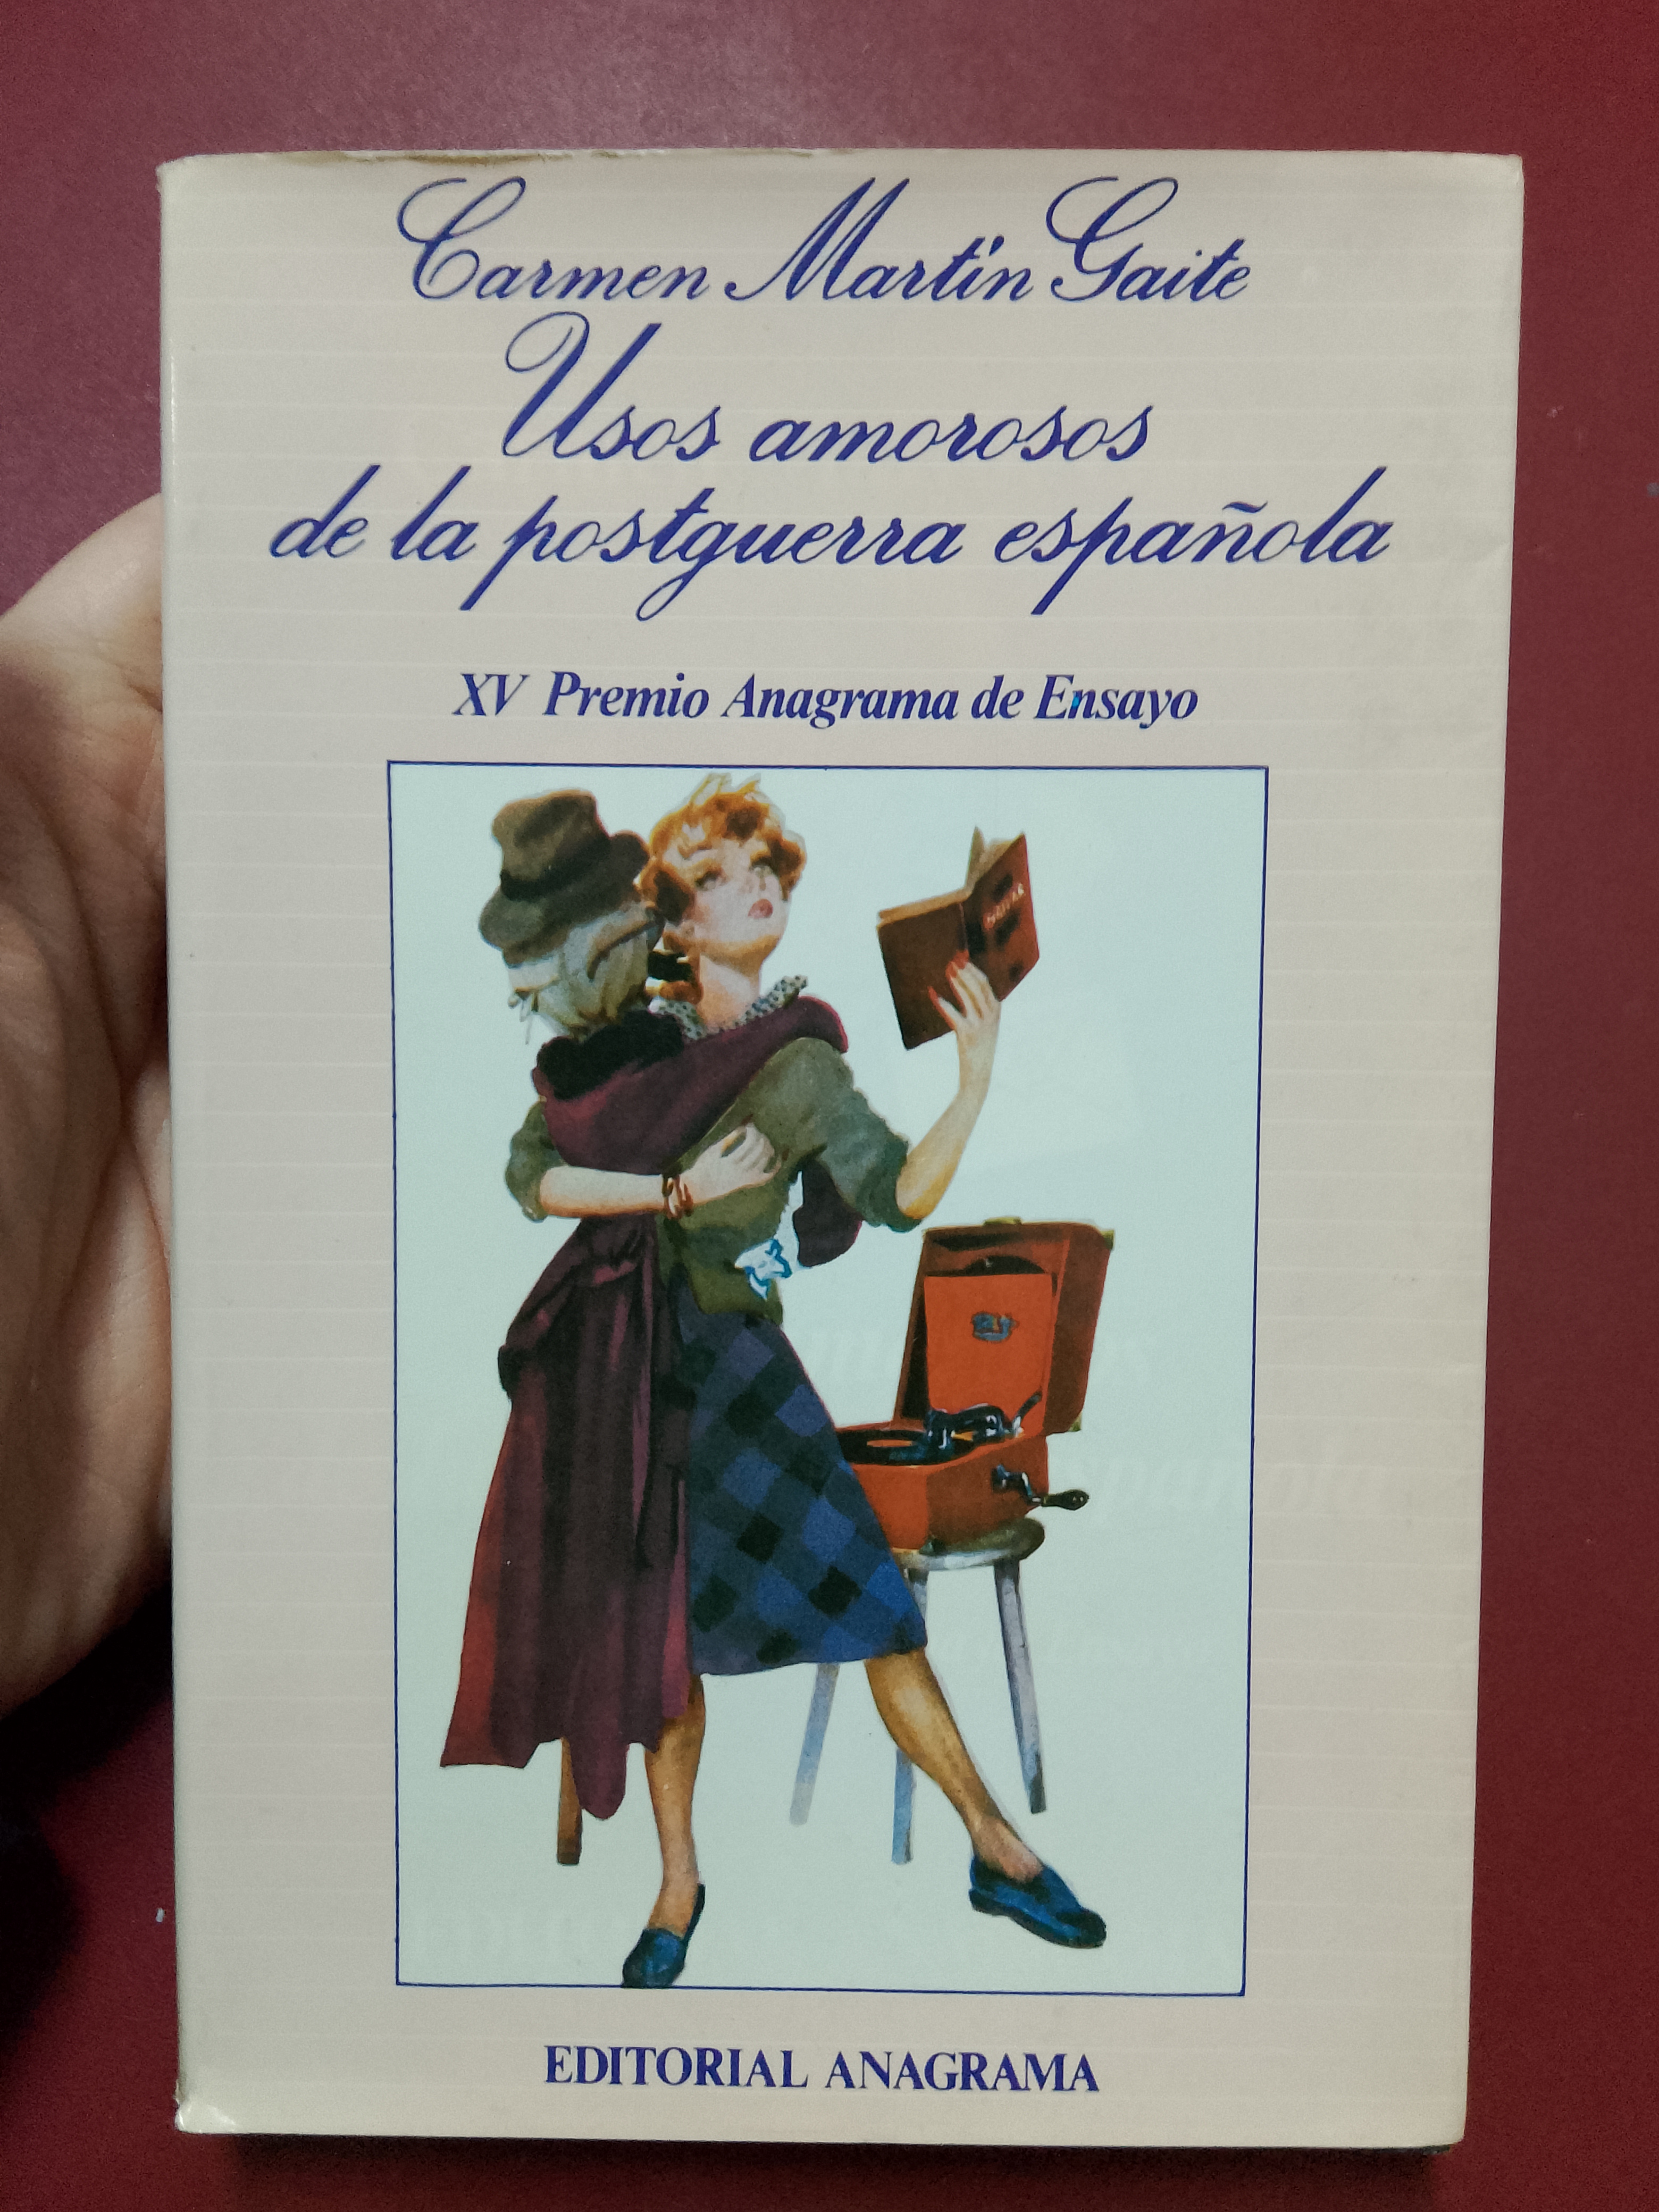 Carmen Martín Gaite
Usos amorosos
de la postguerra española
XV Premio Anagrama de Ensayo
EDITORIAL ANAGRAMA